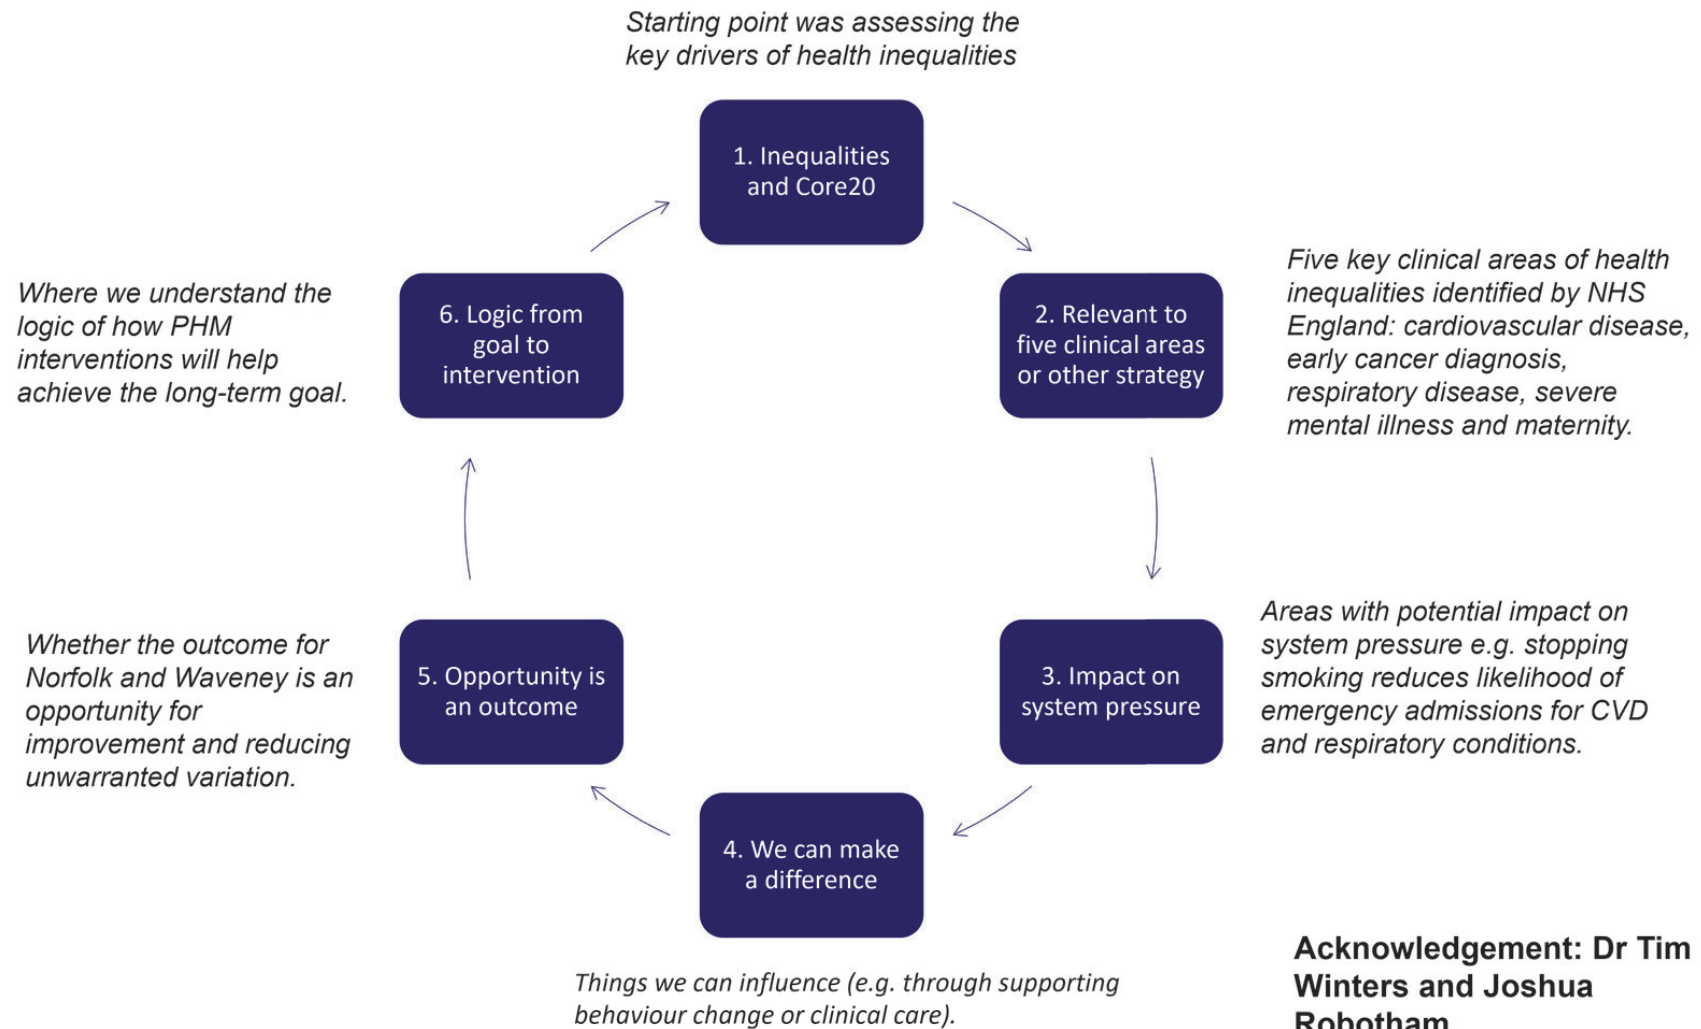 Starting point was assessing the
key drivers of health inequalities
1. Inequalities
and Core20
2. Relevant to
five clinical areas
or other strategy
Five key clinical areas of health
inequalities identified by NHS
England: cardiovascular disease,
early cancer diagnosis,
respiratory disease, severe
mental illness and maternity.
3. Impact on
system pressure
Areas with potential impact on
system pressure e.g. stopping
smoking reduces likelihood of
emergency admissions for CVD
and respiratory conditions.
4. We can make
a difference
Things we can influence (e.g. through supporting
behaviour change or clinical care).
5. Opportunity is
an outcome
Whether the outcome for
Norfolk and Waveney is an
opportunity for
improvement and reducing
unwarranted variation.
6. Logic from
goal to
intervention
Where we understand the
logic of how PHM
interventions will help
achieve the long-term goal.
Acknowledgement: Dr Tim
Winters and Joshua
Robotham